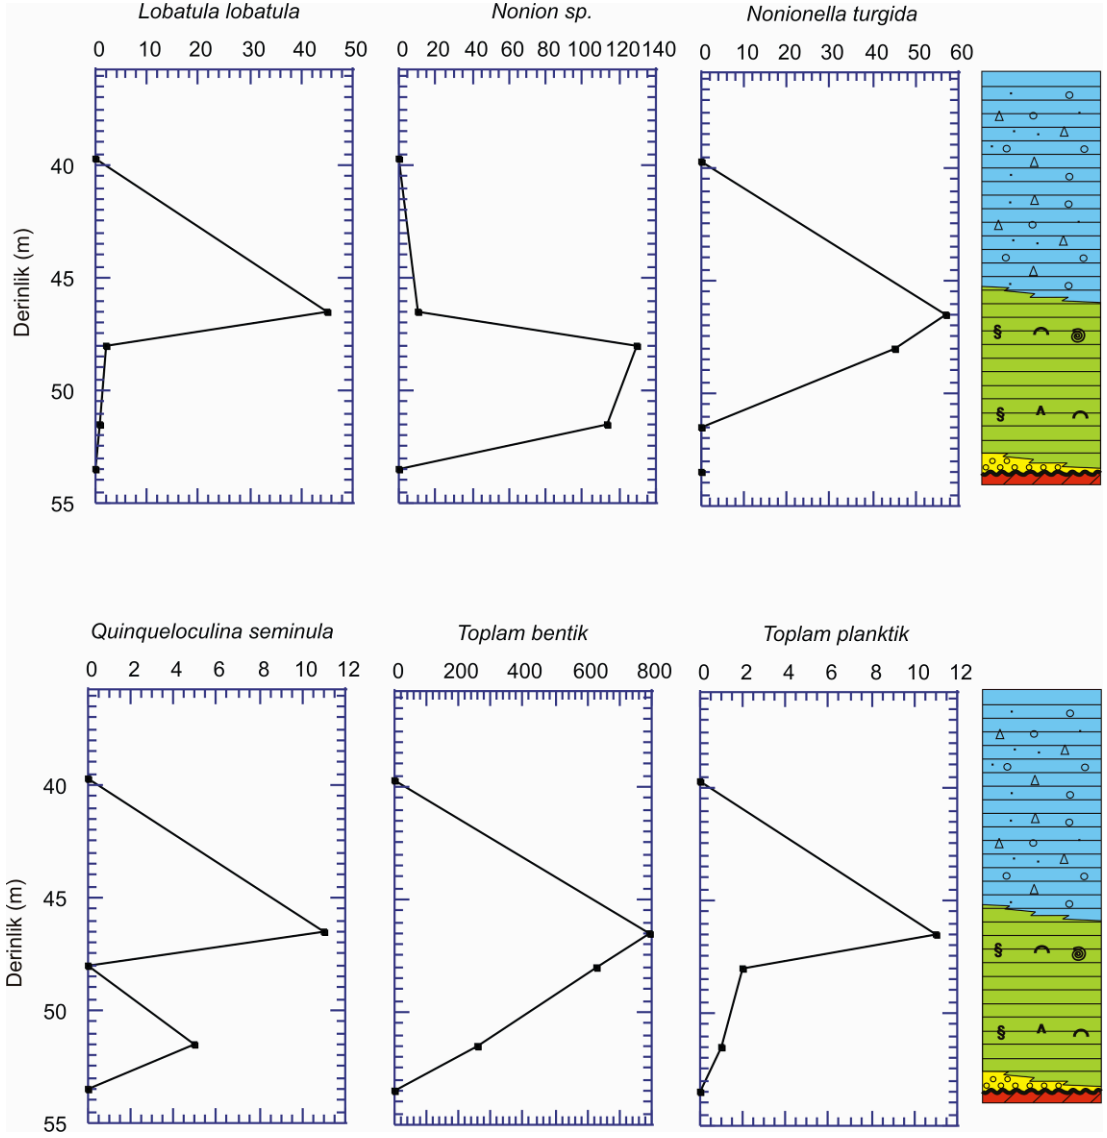 Lobatula lobatula Nonion sp. Nonionella turgida
0 10 20 30 40 50 0 20 40 60 80 100 120 140 0 10 20 30 40 50 60
40
45
50
55
Derinlik (m)
Quinqueloculina seminula Toplam bentik Toplam planktik
0 2 4 6 8 10 12 0 200 400 600 800 0 2 4 6 8 10 12
40
45
50
55
Derinlik (m)